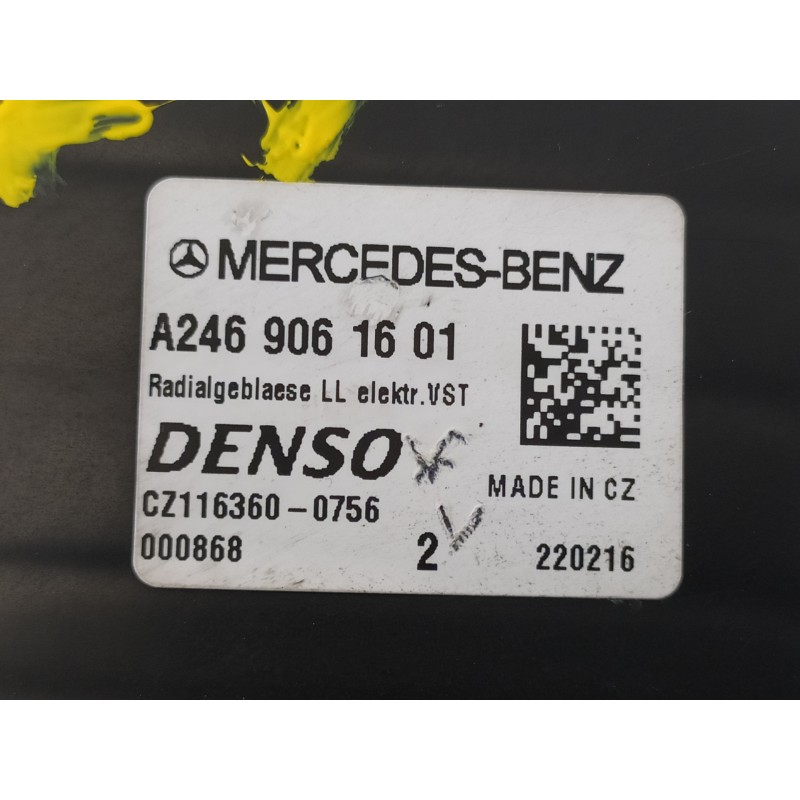 MERCEDES-BENZ
A246 906 16 01
Radialgeblaese LL elektr.VST
DENSO
MADE IN CZ
CZ116360-0756
000868 2 220216